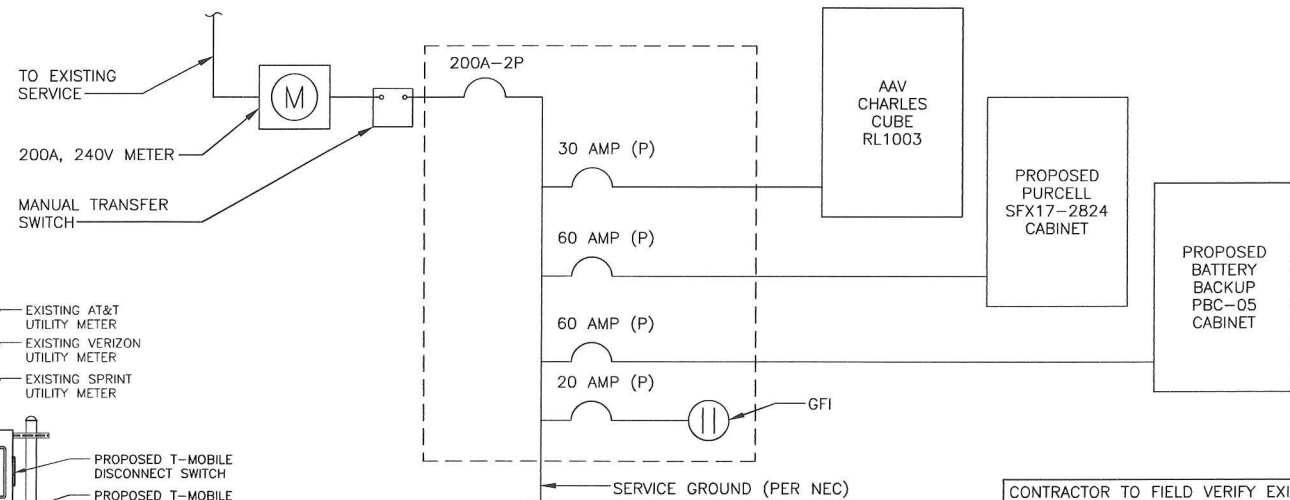 TO EXISTING
SERVICE
M
200A, 240V METER
MANUAL TRANSFER
SWITCH
200A-2P
30 AMP (P)
60 AMP (P)
60 AMP (P)
20 AMP (P)
GFI
SERVICE GROUND (PER NEC)
AAV
CHARLES
CUBE
RL1003
PROPOSED
PURCELL
SFX17-2824
CABINET
PROPOSED
BATTERY
BACKUP
PBC-05
CABINET
EXISTING AT&T
UTILITY METER
EXISTING VERIZON
UTILITY METER
EXISTING SPRINT
UTILITY METER
PROPOSED T-MOBILE
DISCONNECT SWITCH
PROPOSED T-MOBILE
CONTRACTOR TO FIELD VERIFY EXI